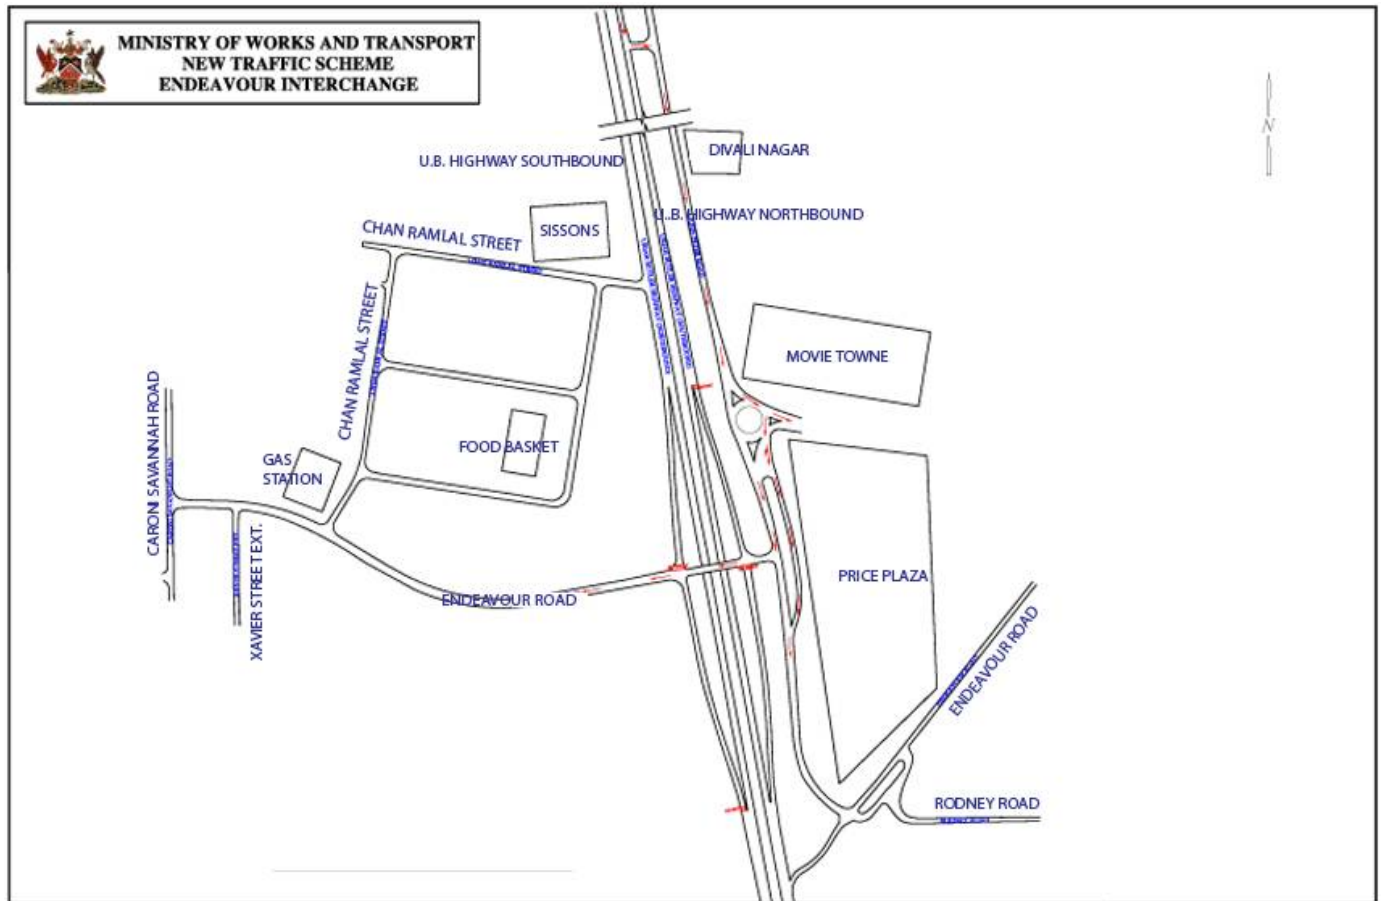 MINISTRY OF WORKS AND TRANSPORT
NEW TRAFFIC SCHEME
ENDEAVOUR INTERCHANGE
N
DIVALI NAGAR
U.B. HIGHWAY SOUTHBOUND
U..B. HIGHWAY NORTHBOUND
SISSONS
CHAN RAMLAL STREET
CHAN RAMLAL STREET
MOVIE TOWNE
CARONI SAVANNAH ROAD
GAS
STATION
FOOD BASKET
XAVIER STREET EXT.
ENDEAVOUR ROAD
PRICE PLAZA
ENDEAVOUR ROAD
RODNEY ROAD